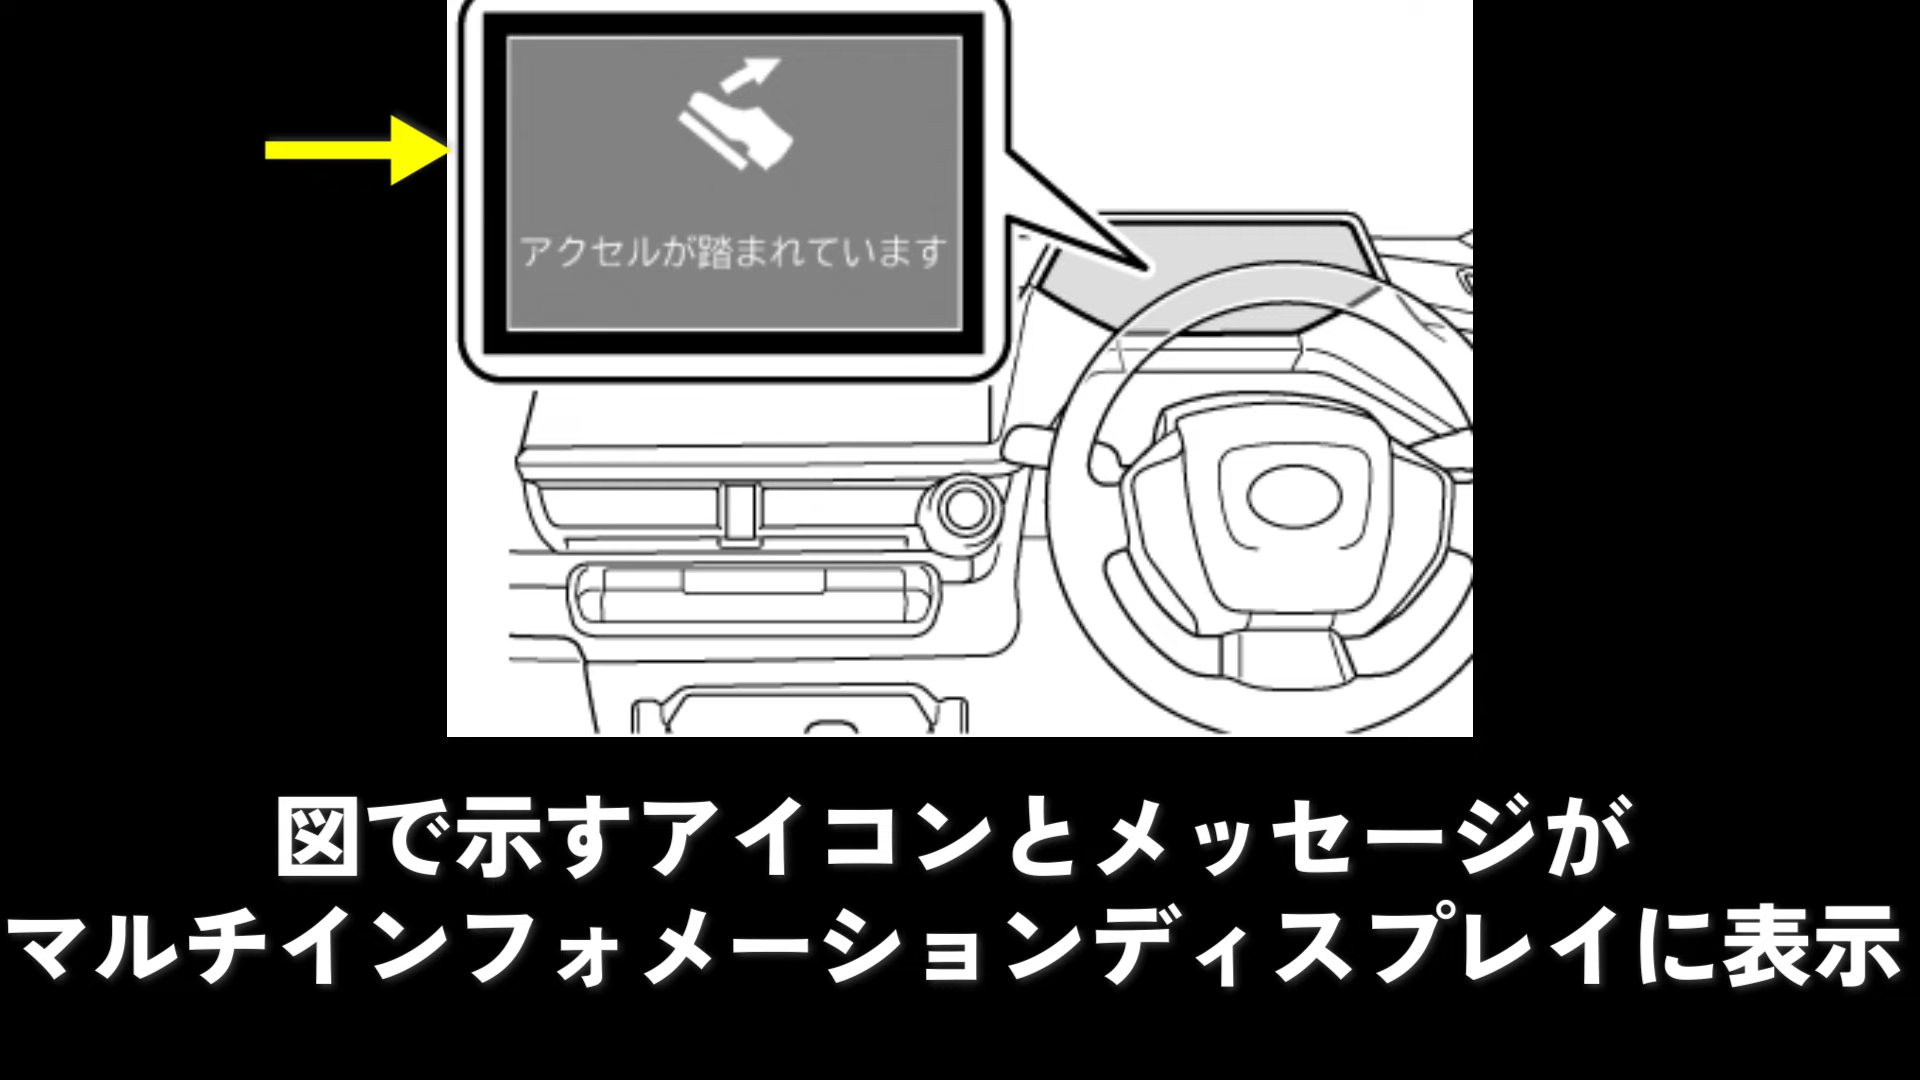 アクセルが踏まれています
図で示すアイコンとメッセージが
マルチインフォメーションディスプレイに表示